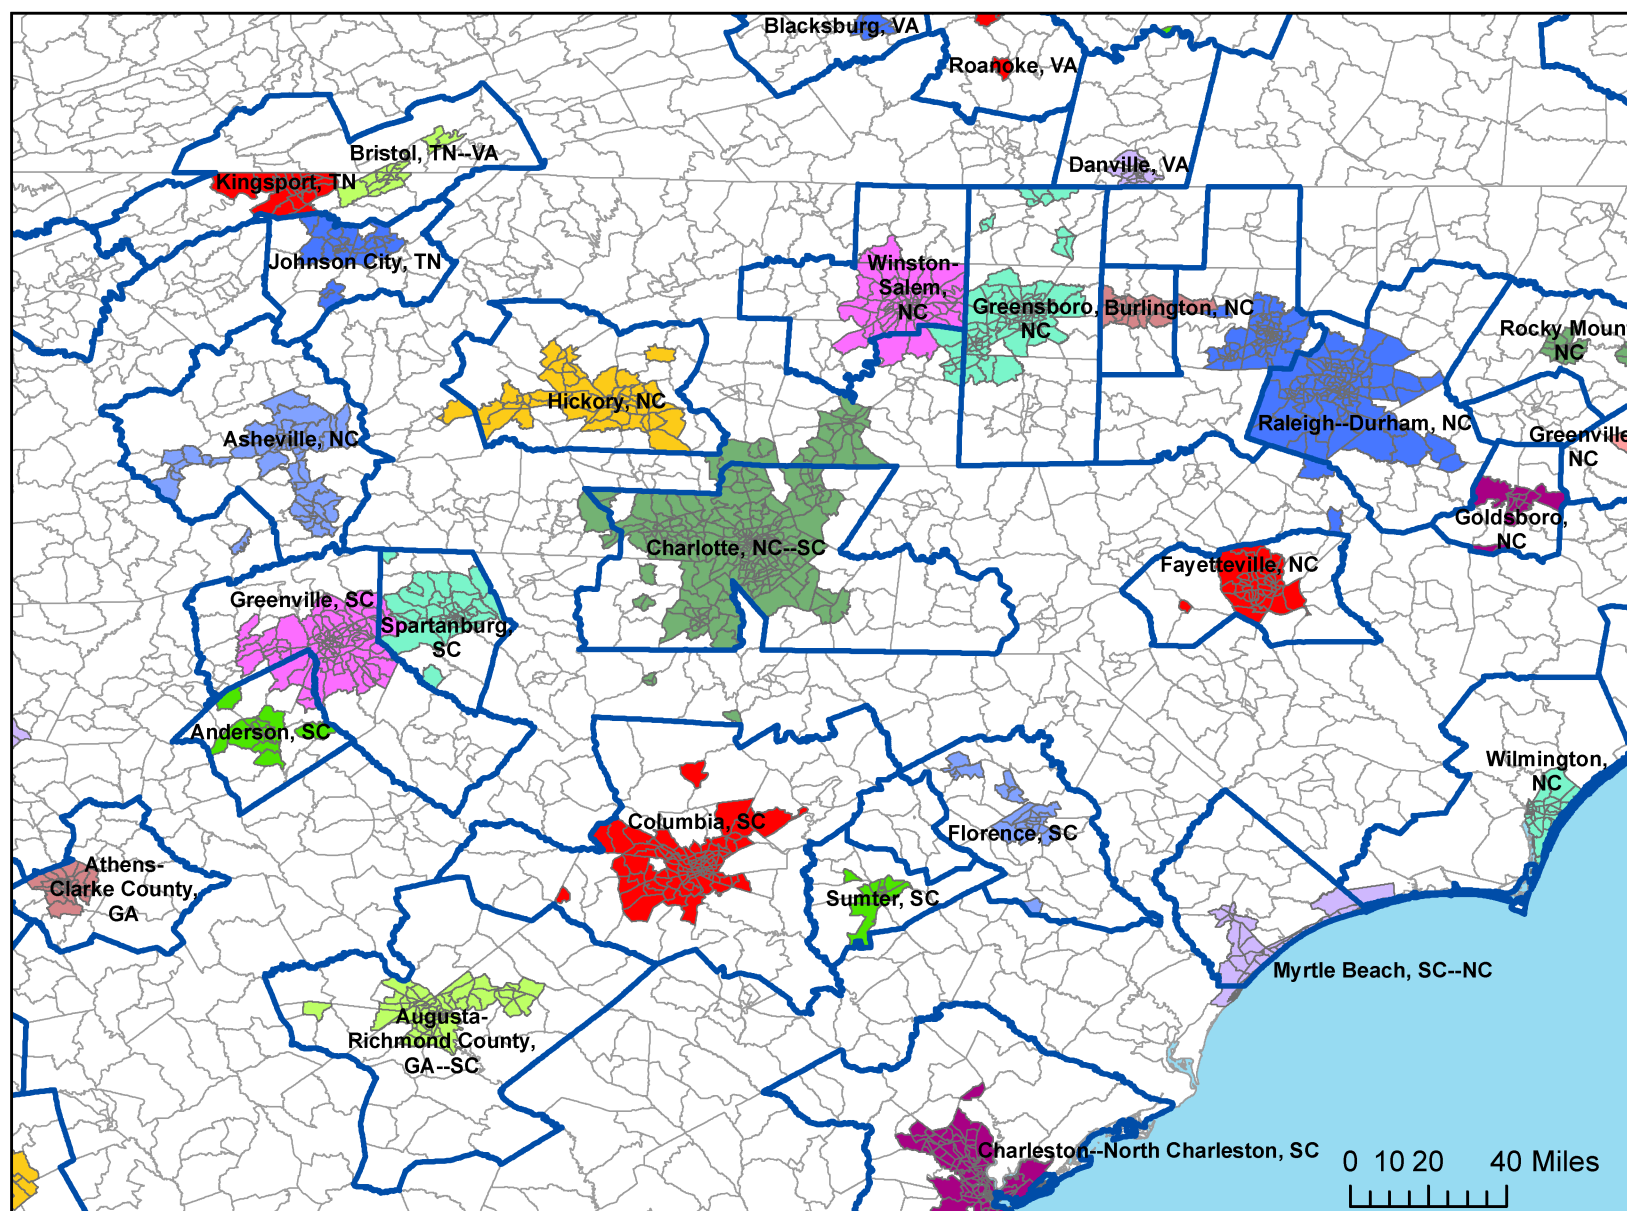 Blacksburg, VA
Roanoke, VA
Bristol, TN--VA
Danville, VA
Kingsport, TN
Johnson City, TN
Winston-
Salem,
NC
Greensboro,
NC
Burlington, NC
Rocky Moun
NC
Hickory, NC
Asheville, NC
Raleigh--Durham, NC
Greenville
NC
Goldsboro,
NC
Charlotte, NC--SC
Fayetteville, NC
Greenville, SC
Spartanburg,
SC
Anderson, SC
Wilmington,
NC
Columbia, SC
Florence, SC
Athens-
Clarke County,
GA
Sumter, SC
Myrtle Beach, SC--NC
Augusta-
Richmond County,
GA--SC
Charleston--North Charleston, SC
0 10 20 40 Miles